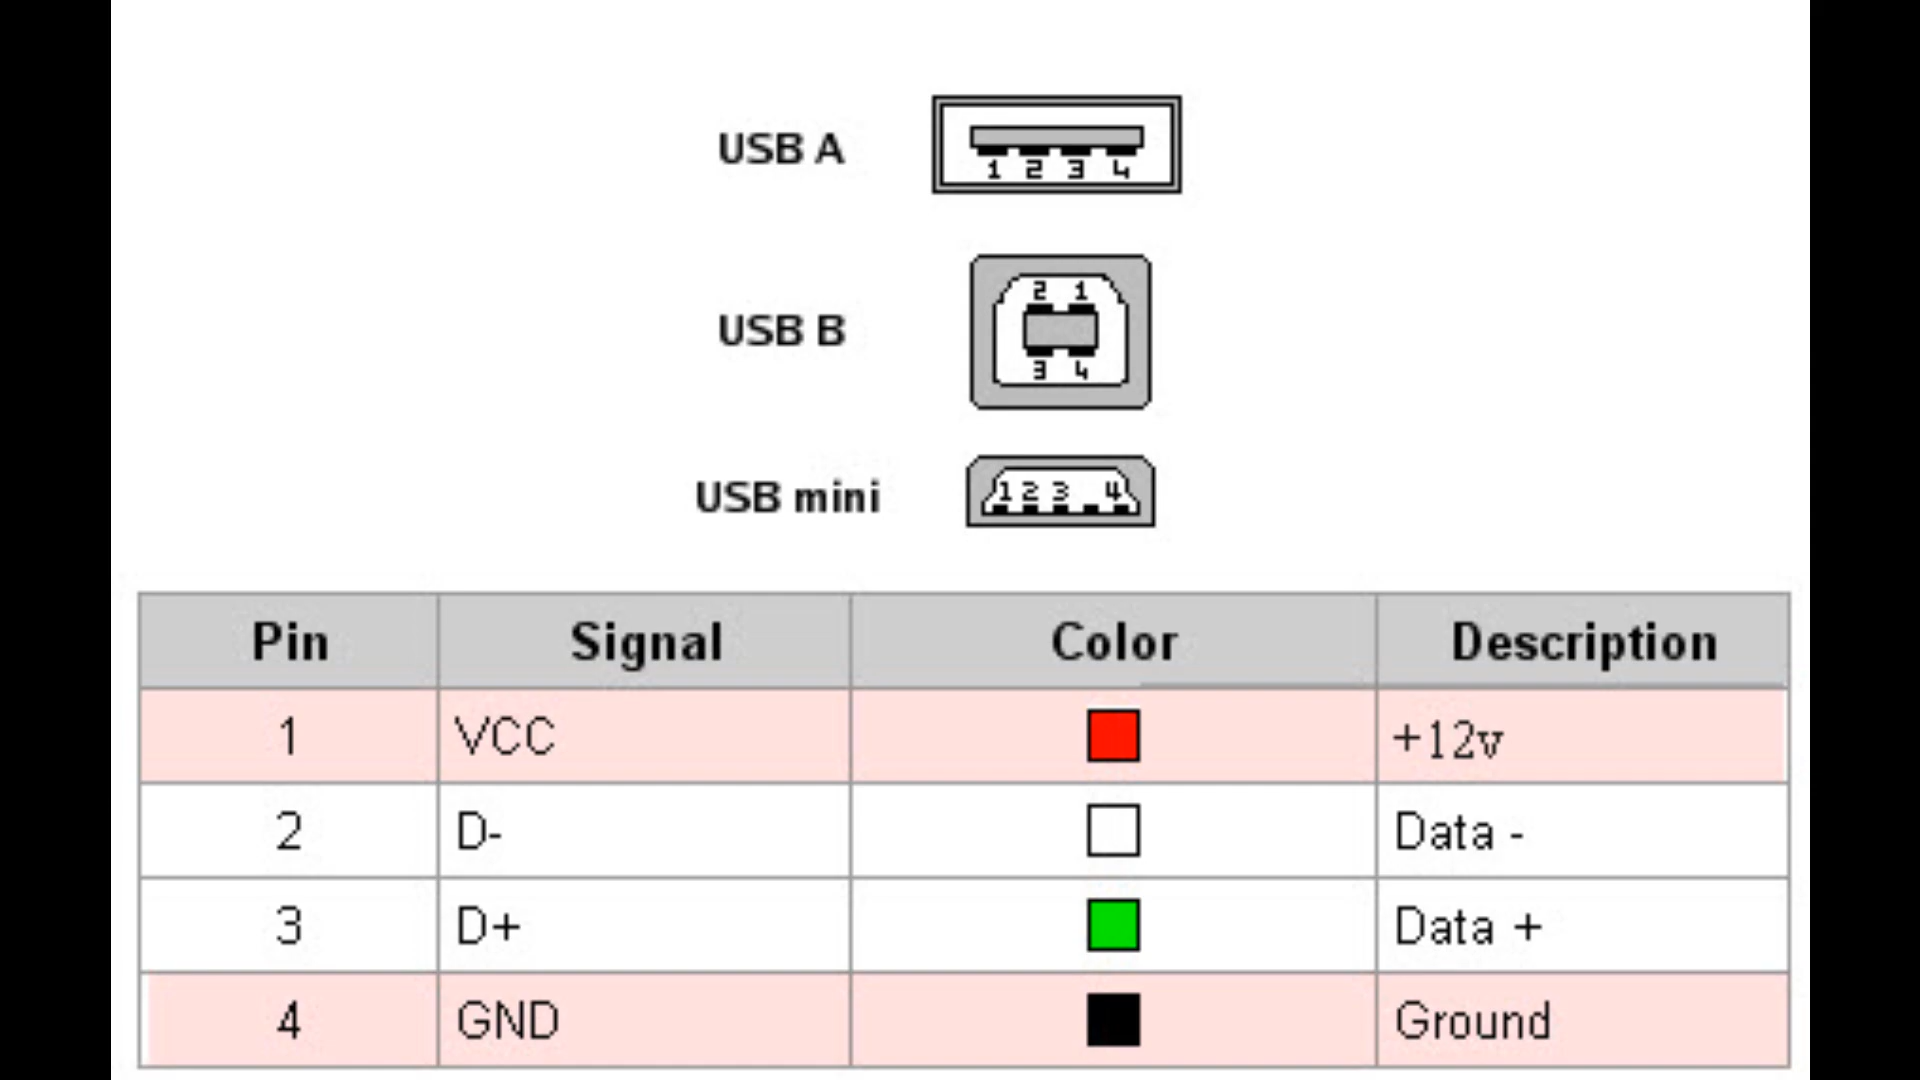 USB A
1 2 3 4
USB B
2 1
3 4
USB mini
1 2 3 4
Pin Signal Color Description
1 VCC +12v
2 D- Data -
3 D+ Data +
4 GND Ground